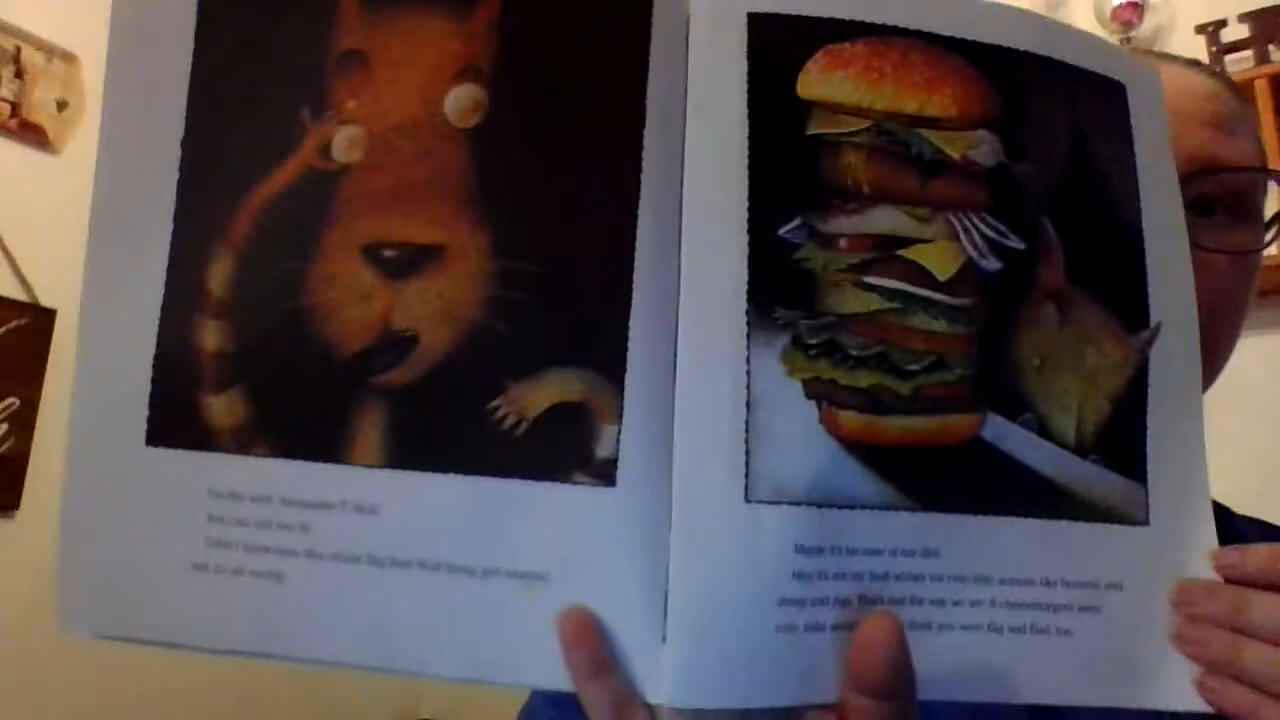 I'm the wolf. Alexander T. Wolf.
You can call me Al.
I don't know how this whole Big Bad Wolf thing got started,
but it's all wrong.
Maybe it's because of our diet.
Hey, it's not my fault wolves eat cute little animals like bunnies and
sheep and pigs. That's just the way we are. If cheeseburgers were
cute, folks would think you were Big and Bad, too.
H